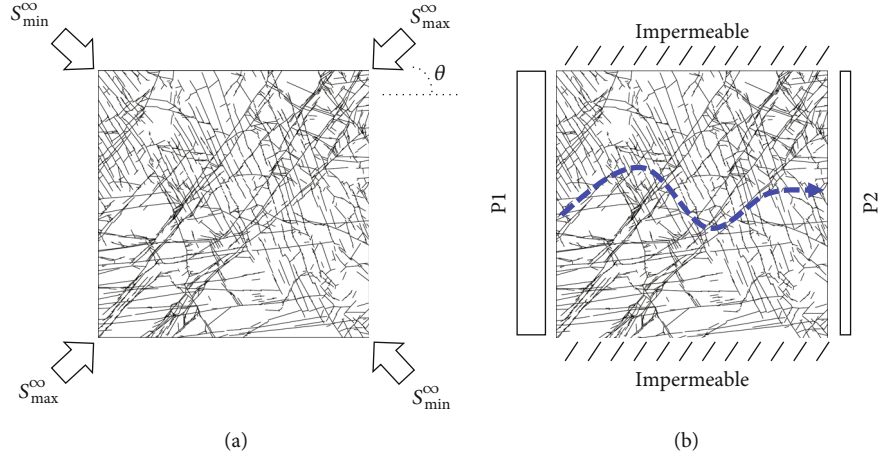 S∞min
S∞max
θ
S∞max
S∞min
(a)
Impermeable
P1
P2
Impermeable
(b)